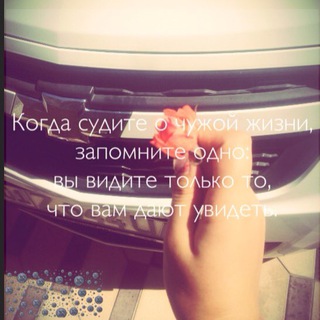 Когда судите о чужой жизни,
запомните одно:
вы видите только то,
что вам дают увидеть.